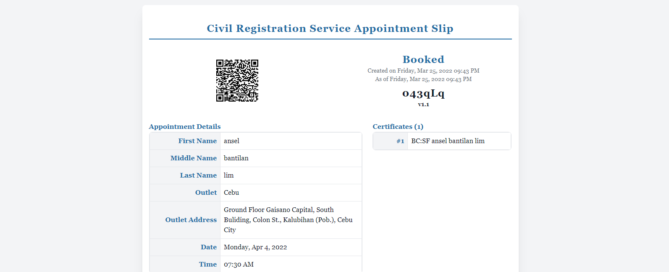 Civil Registration Service Appointment Slip
Booked
Created on Friday, Mar 25, 2022 09:43 PM
As of Friday, Mar 25, 2022 09:43 PM
043qLq
v1.1
Appointment Details
First Name ansel
Middle Name bantilan
Last Name lim
Outlet Cebu
Outlet Address Ground Floor Gaisano Capital, South
Buliding, Colon St., Kalubihan (Pob.), Cebu
City
Date Monday, Apr 4, 2022
Time 07:30 AM
Certificates (1)
#1 BC:SF ansel bantilan lim